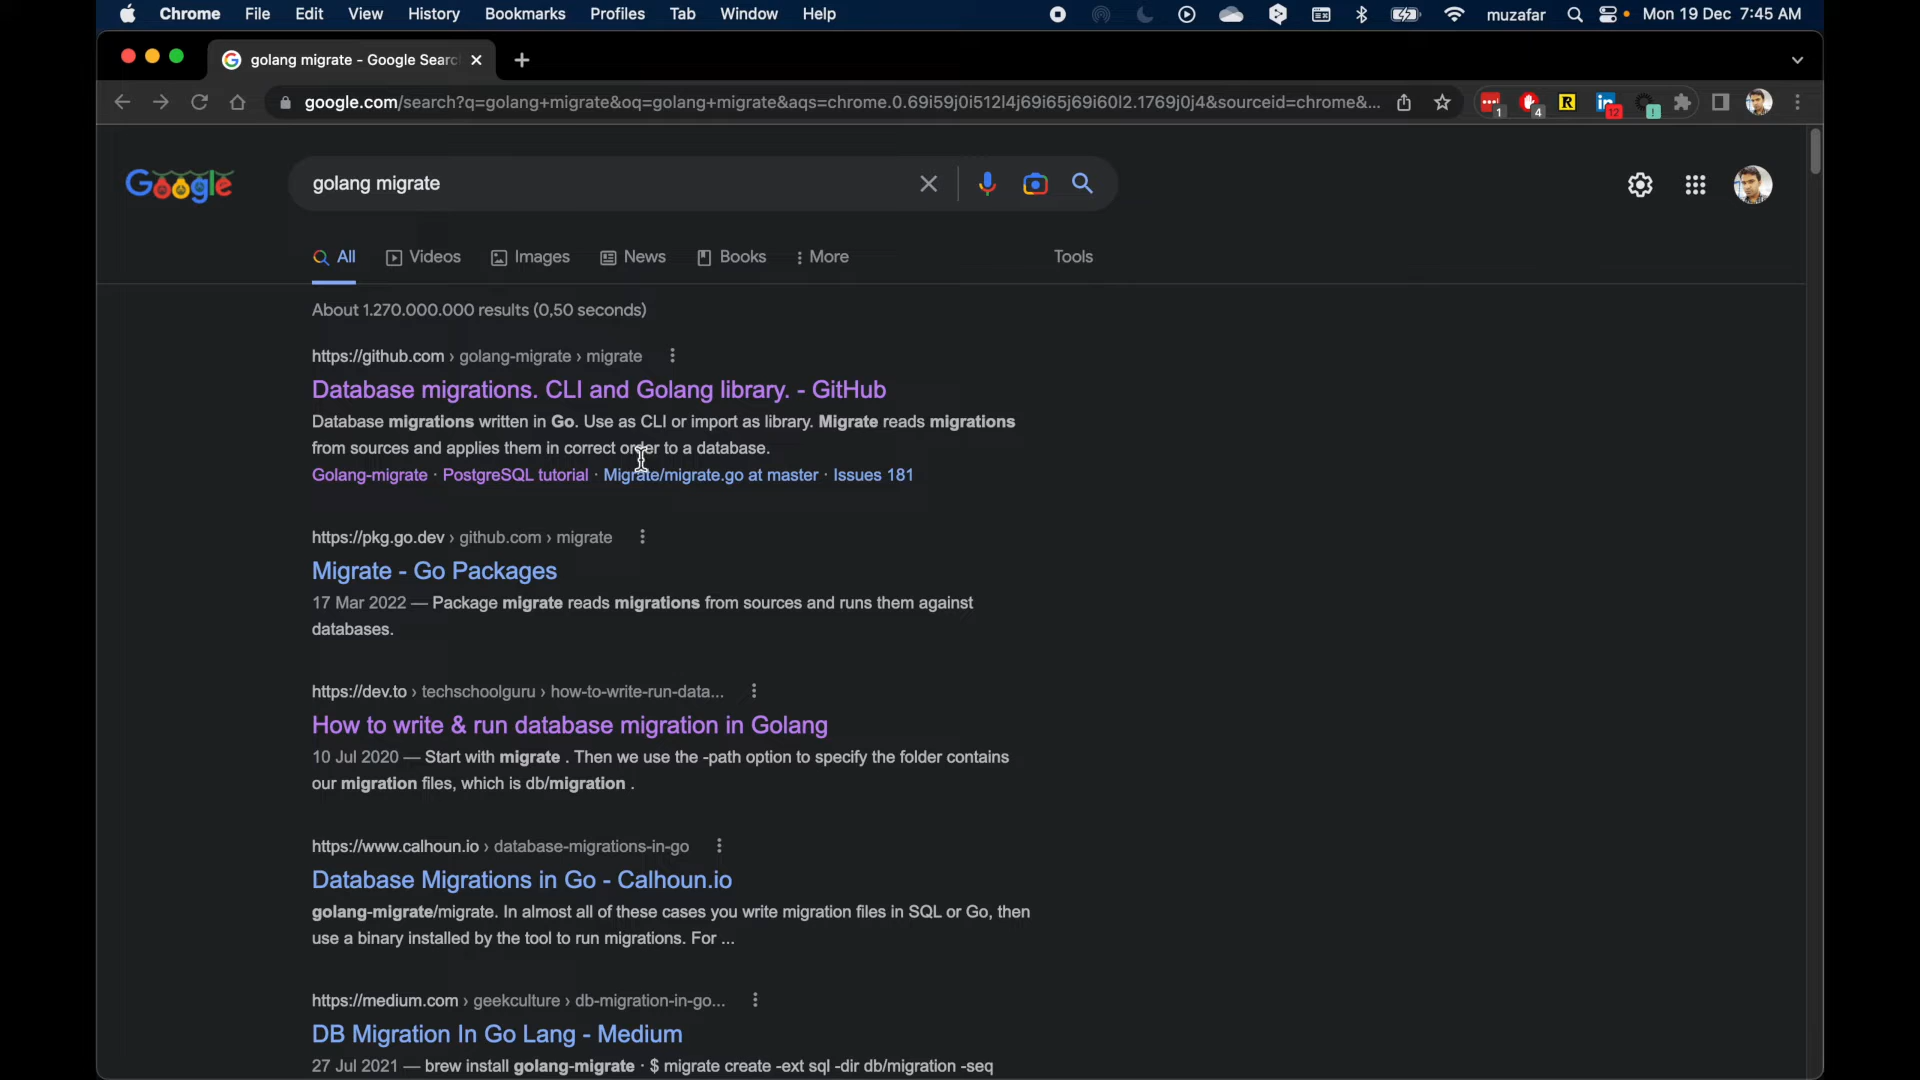 Chrome File Edit View History Bookmarks Profiles Tab Window Help muzafar Mon 19 Dec 7:45 AM
golang migrate - Google Searc
google.com/search?q=golang+migrate&oq=golang+migrate&aqs=chrome.0.69i59j0i512l4j69i65j69i60l2.1769j0j4&sourceid=chrome&... 1 4 R in 12 !
Google golang migrate
All Videos Images News Books More Tools
About 1.270.000.000 results (0,50 seconds)
https://github.com › golang-migrate › migrate
Database migrations. CLI and Golang library. - GitHub
Database migrations written in Go. Use as CLI or import as library. Migrate reads migrations
from sources and applies them in correct order to a database.
Golang-migrate · PostgreSQL tutorial · Migrate/migrate.go at master · Issues 181
https://pkg.go.dev › github.com › migrate
Migrate - Go Packages
17 Mar 2022 — Package migrate reads migrations from sources and runs them against
databases.
https://dev.to › techschoolguru › how-to-write-run-data...
How to write & run database migration in Golang
10 Jul 2020 — Start with migrate . Then we use the -path option to specify the folder contains
our migration files, which is db/migration .
https://www.calhoun.io › database-migrations-in-go
Database Migrations in Go - Calhoun.io
golang-migrate/migrate. In almost all of these cases you write migration files in SQL or Go, then
use a binary installed by the tool to run migrations. For ...
https://medium.com › geekculture › db-migration-in-go...
DB Migration In Go Lang - Medium
27 Jul 2021 — brew install golang-migrate · $ migrate create -ext sql -dir db/migration -seq